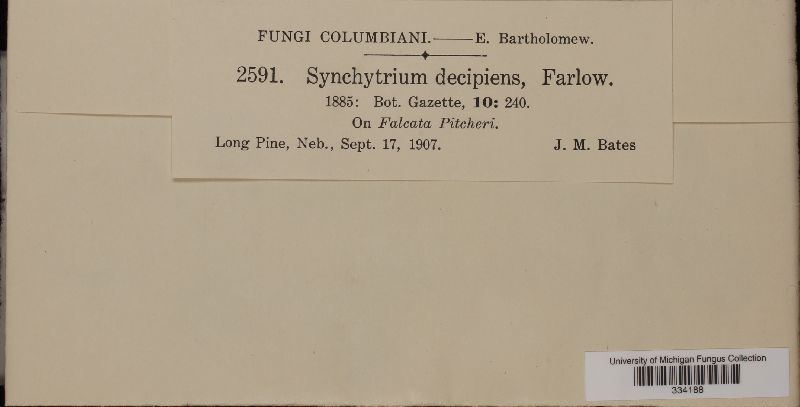 FUNGI COLUMBIANI.——E. Bartholomew.
2591. Synchytrium decipiens, Farlow.
1885: Bot. Gazette, 10: 240.
On Falcata Pitcheri.
Long Pine, Neb., Sept. 17, 1907. J. M. Bates
University of Michigan Fungus Collection
334188